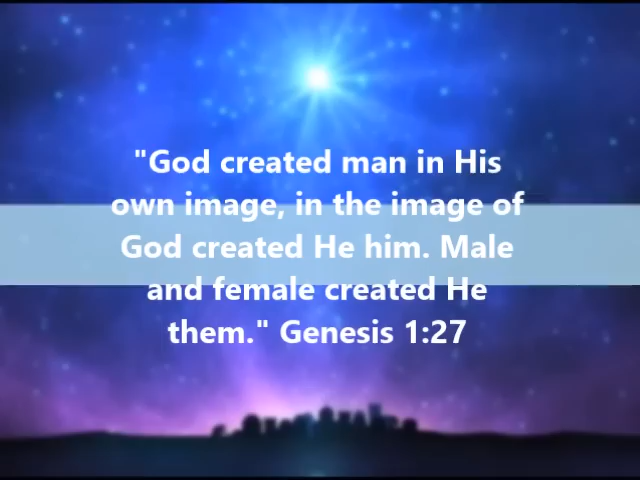 "God created man in His
own image, in the image of
God created He him. Male
and female created He
them." Genesis 1:27